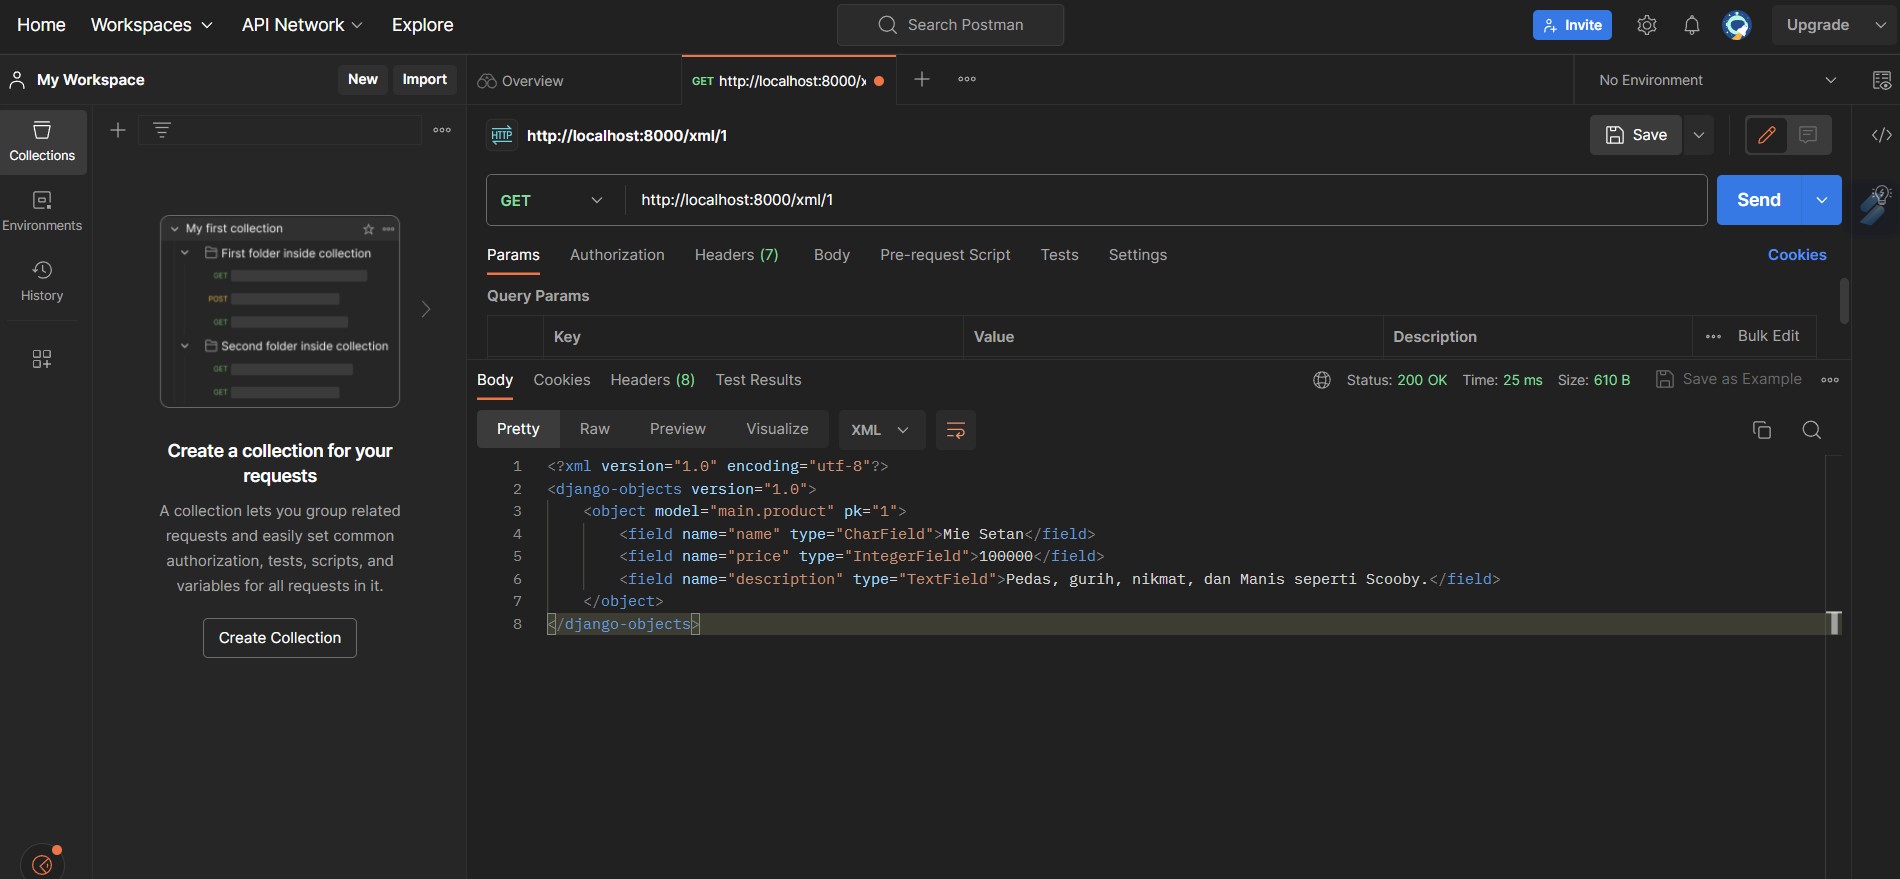 Home Workspaces API Network Explore Search Postman Invite Upgrade
My Workspace New Import Overview GET http://localhost:8000/x No Environment
Collections
Environments
History
My first collection
First folder inside collection
GET
POST
GET
Second folder inside collection
GET
GET
Create a collection for your
requests
A collection lets you group related
requests and easily set common
authorization, tests, scripts, and
variables for all requests in it.
Create Collection
HTTP http://localhost:8000/xml/1 Save
GET http://localhost:8000/xml/1 Send
Params Authorization Headers (7) Body Pre-request Script Tests Settings Cookies
Query Params
Key Value Description Bulk Edit
Body Cookies Headers (8) Test Results Status: 200 OK Time: 25 ms Size: 610 B Save as Example
Pretty Raw Preview Visualize XML
1 <?xml version="1.0" encoding="utf-8"?>
2 <django-objects version="1.0">
3 <object model="main.product" pk="1">
4 <field name="name" type="CharField">Mie Setan</field>
5 <field name="price" type="IntegerField">100000</field>
6 <field name="description" type="TextField">Pedas, gurih, nikmat, dan Manis seperti Scooby.</field>
7 </object>
8 </django-objects>